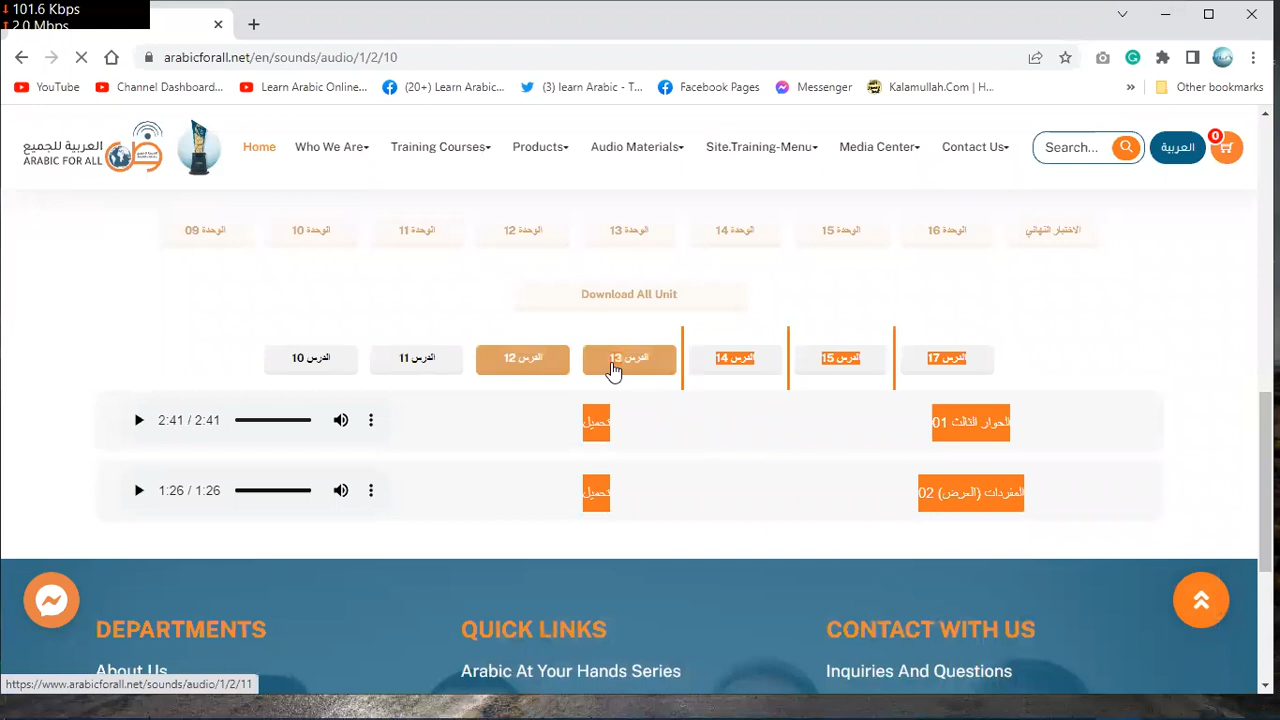 101.6 Kbps
2.0 Mbps
arabicforall.net/en/sounds/audio/1/2/10
YouTube
Channel Dashboard...
Learn Arabic Online...
(20+) Learn Arabic...
(3) learn Arabic - T...
Facebook Pages
Messenger
Kalamullah.Com | H...
»
Other bookmarks
العربية للجميع
ARABIC FOR ALL
Home
Who We Are
Training Courses
Products
Audio Materials
Site.Training-Menu
Media Center
Contact Us
Search...
العربية
0
الوحدة 09
الوحدة 10
الوحدة 11
الوحدة 12
الوحدة 13
الوحدة 14
الوحدة 15
الوحدة 16
الاختبار النهائي
Download All Unit
الدرس 10
الدرس 11
الدرس 12
الدرس 13
الدرس 14
الدرس 15
الدرس 17
2:41 / 2:41
تحميل
الحوار الثالث 01
1:26 / 1:26
تحميل
المفردات (العرض) 02
DEPARTMENTS
QUICK LINKS
CONTACT WITH US
About Us
Arabic At Your Hands Series
Inquiries And Questions
https://www.arabicforall.net/sounds/audio/1/2/11